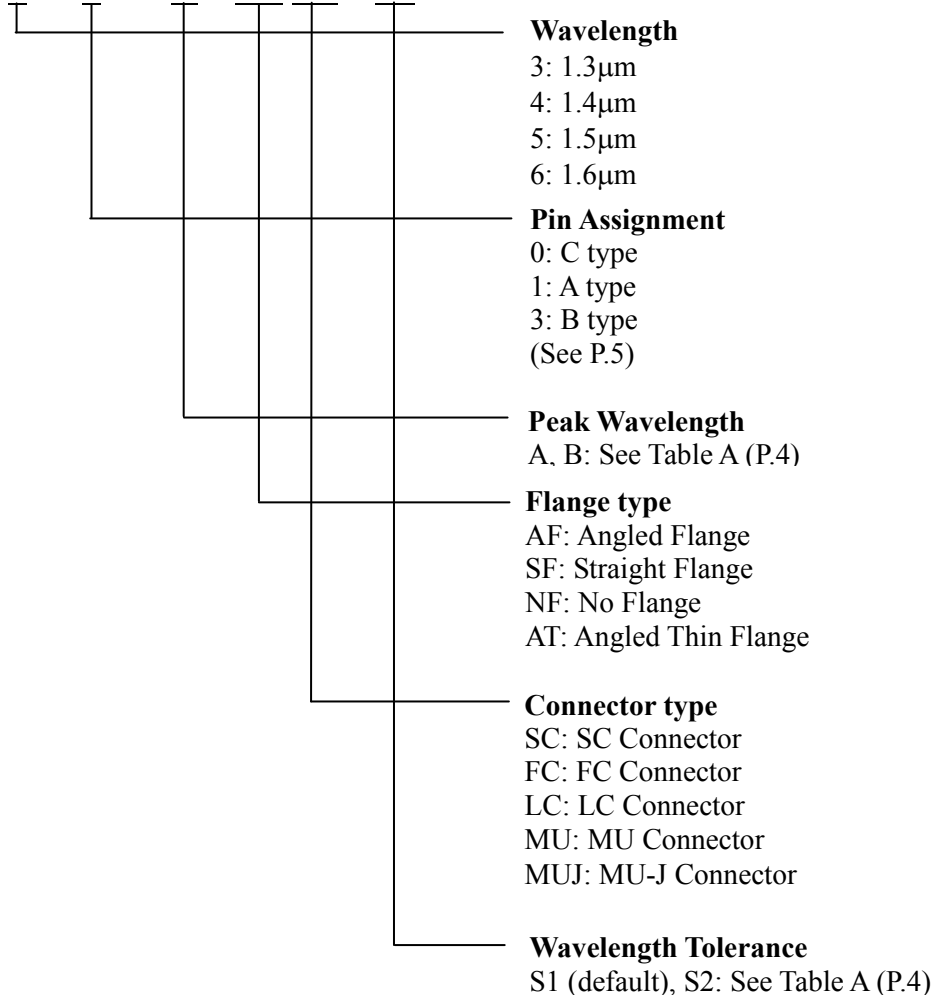 Wavelength
3: 1.3μm
4: 1.4μm
5: 1.5μm
6: 1.6μm
Pin Assignment
0: C type
1: A type
3: B type
(See P.5)
Peak Wavelength
A, B: See Table A (P.4)
Flange type
AF: Angled Flange
SF: Straight Flange
NF: No Flange
AT: Angled Thin Flange
Connector type
SC: SC Connector
FC: FC Connector
LC: LC Connector
MU: MU Connector
MUJ: MU-J Connector
Wavelength Tolerance
S1 (default), S2: See Table A (P.4)